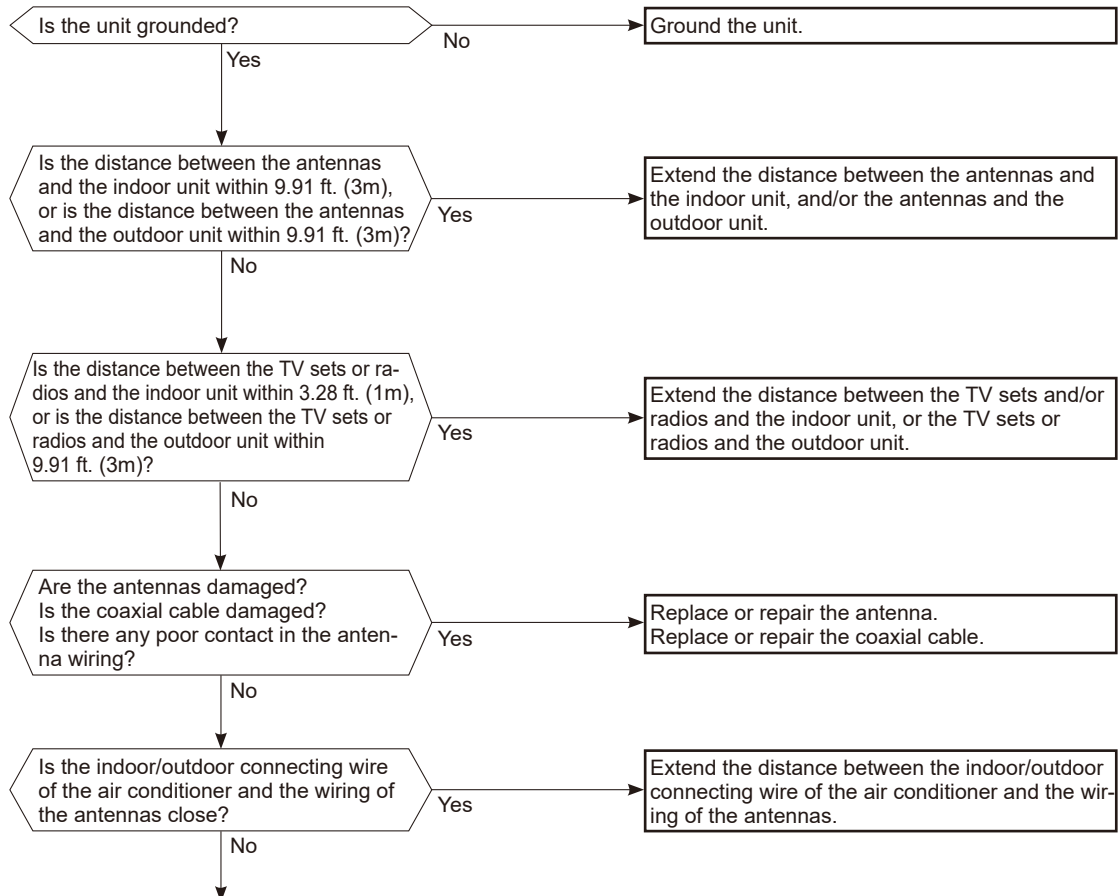 Is the unit grounded?
No
Ground the unit.
Yes
Is the distance between the antennas
and the indoor unit within 9.91 ft. (3m),
or is the distance between the antennas
and the outdoor unit within 9.91 ft. (3m)?
Yes
Extend the distance between the antennas and
the indoor unit, and/or the antennas and the
outdoor unit.
No
Is the distance between the TV sets or ra-
dios and the indoor unit within 3.28 ft. (1m),
or is the distance between the TV sets or
radios and the outdoor unit within
9.91 ft. (3m)?
Yes
Extend the distance between the TV sets and/or
radios and the indoor unit, or the TV sets or
radios and the outdoor unit.
No
Are the antennas damaged?
Is the coaxial cable damaged?
Is there any poor contact in the anten-
na wiring?
Yes
Replace or repair the antenna.
Replace or repair the coaxial cable.
No
Is the indoor/outdoor connecting wire
of the air conditioner and the wiring of
the antennas close?
Yes
Extend the distance between the indoor/outdoor
connecting wire of the air conditioner and the wir-
ing of the antennas.
No